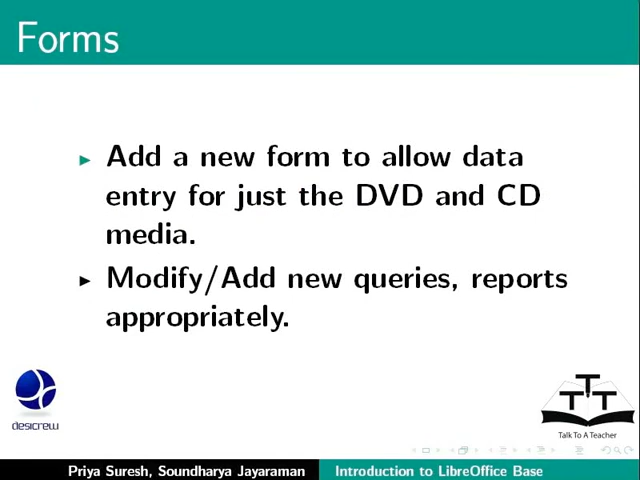 Forms
Add a new form to allow data
entry for just the DVD and CD
media.
Modify/Add new queries, reports
appropriately.
desicrew
TTT
Talk To A Teacher
Priya Suresh, Soundharya Jayaraman
Introduction to LibreOffice Base